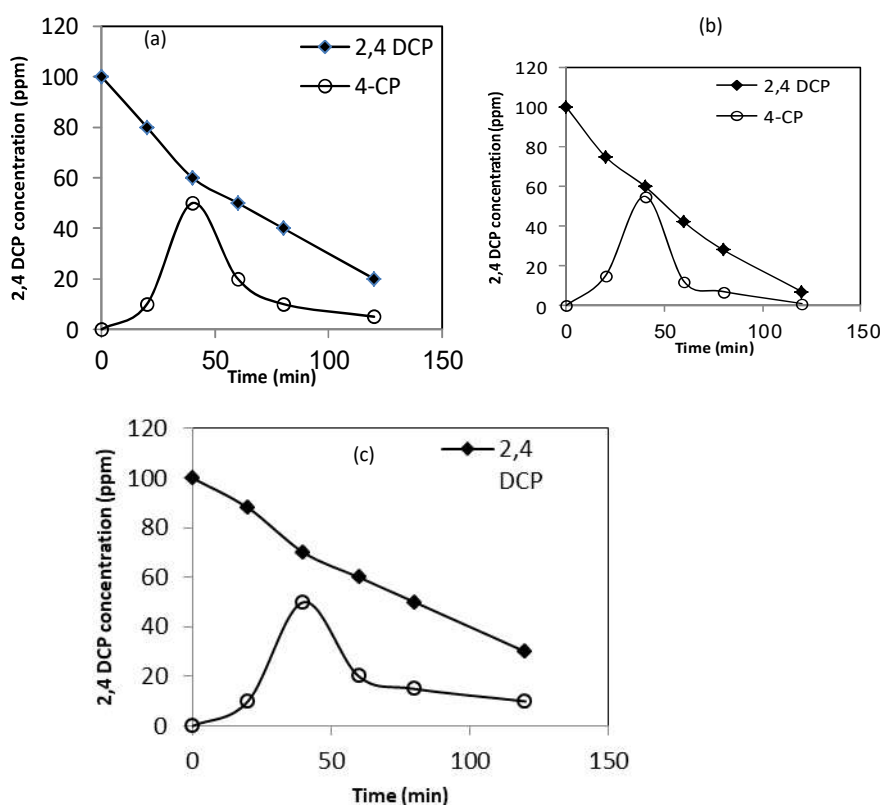 (a)
2,4 DCP
4-CP
2,4 DCP concentration (ppm)
120
100
80
60
40
20
0
0 50 100 150
Time (min)
(b)
2,4 DCP
4-CP
2,4 DCP concentration (ppm)
120
100
80
60
40
20
0
0 50 100 150
Time (min)
(c)
2,4
DCP
2,4 DCP concentration (ppm)
120
100
80
60
40
20
0
0 50 100 150
Time (min)